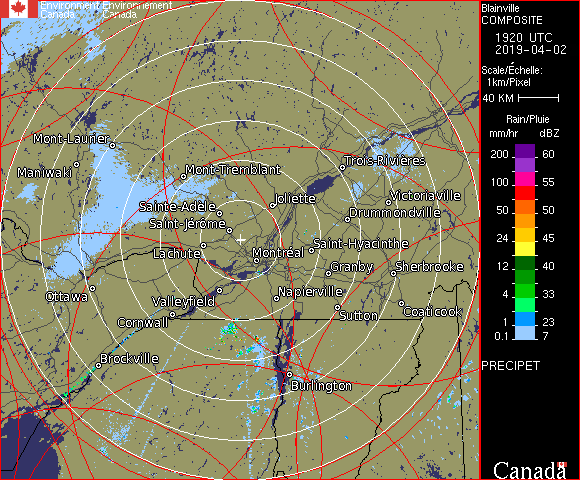 Environment Environnement
Canada Canada
Blainville
COMPOSITE
1920 UTC
2019-04-02
Scale/Échelle:
1km/Pixel
40 KM
Rain/Pluie
mm/hr dBZ
200 60
100 55
50 50
24 45
12 40
4 33
1 23
0.1 7
PRECIPET
Canada
Mont-Laurier
Maniwaki
Mont-Tremblant
Trois-Rivières
Sainte-Adèle
Joliette
Victoriaville
Drummondville
Saint-Jérôme
Lachute
Montréal
Saint-Hyacinthe
Granby
Sherbrooke
Ottawa
Valleyfield
Napierville
Cornwall
Sutton
Coaticook
Brockville
Burlington